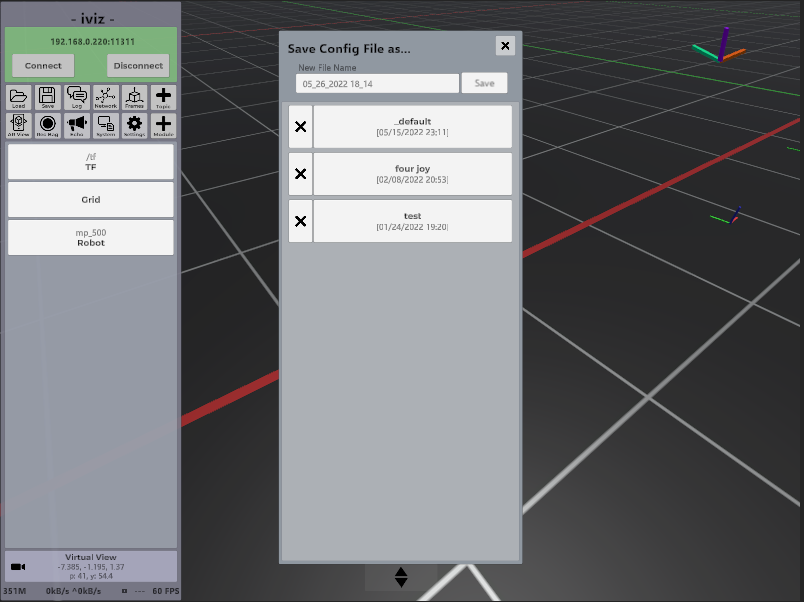 - iviz -
192.168.0.220:11311
Connect
Disconnect
Load
Save
Log
Network
Frames
Topic
AR View
Ros Bag
Echo
System
Settings
Module
/tf
TF
Grid
mp_500
Robot
Virtual View
-7.385, -1.195, 1.37
p: 41, y: 54.4
351M 0kB/s ^0kB/s --- 60 FPS
Save Config File as...
New File Name
05_26_2022 18_14
Save
_default
[05/15/2022 23:11]
four joy
[02/08/2022 20:53]
test
[01/24/2022 19:20]